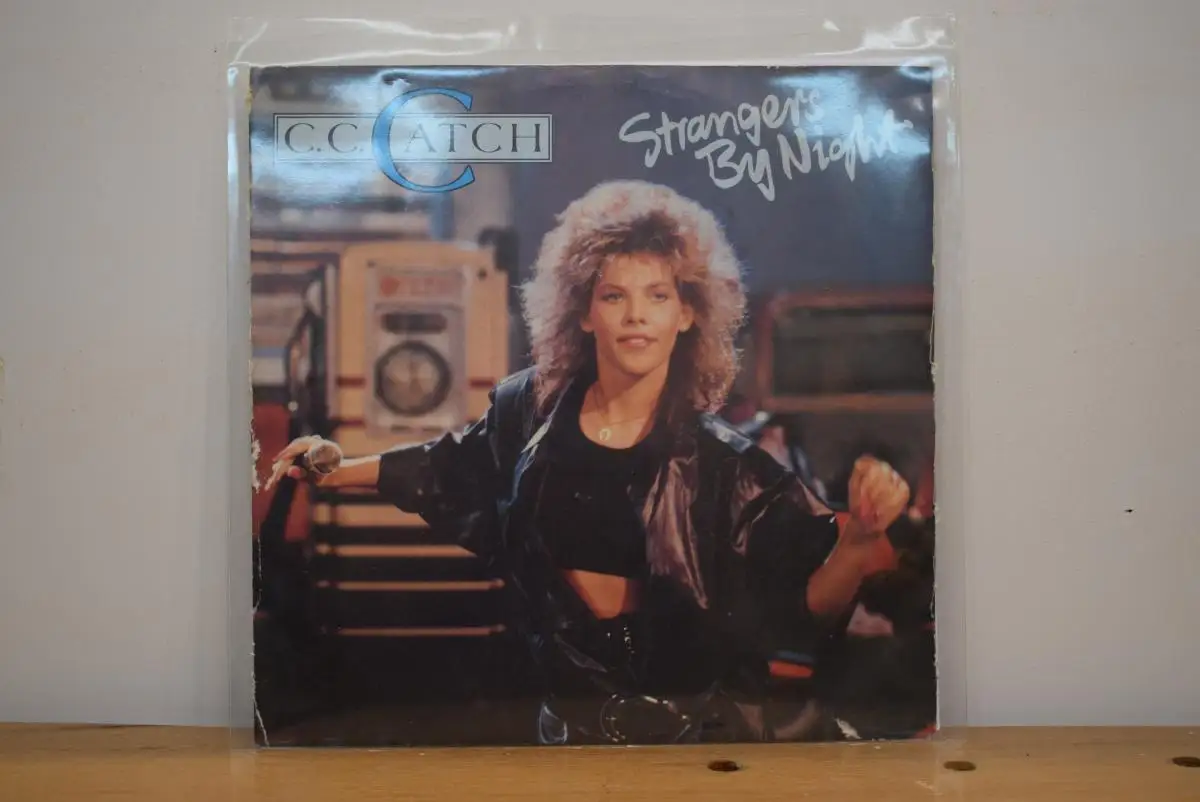 C.C. CATCH
Strangers
By Night